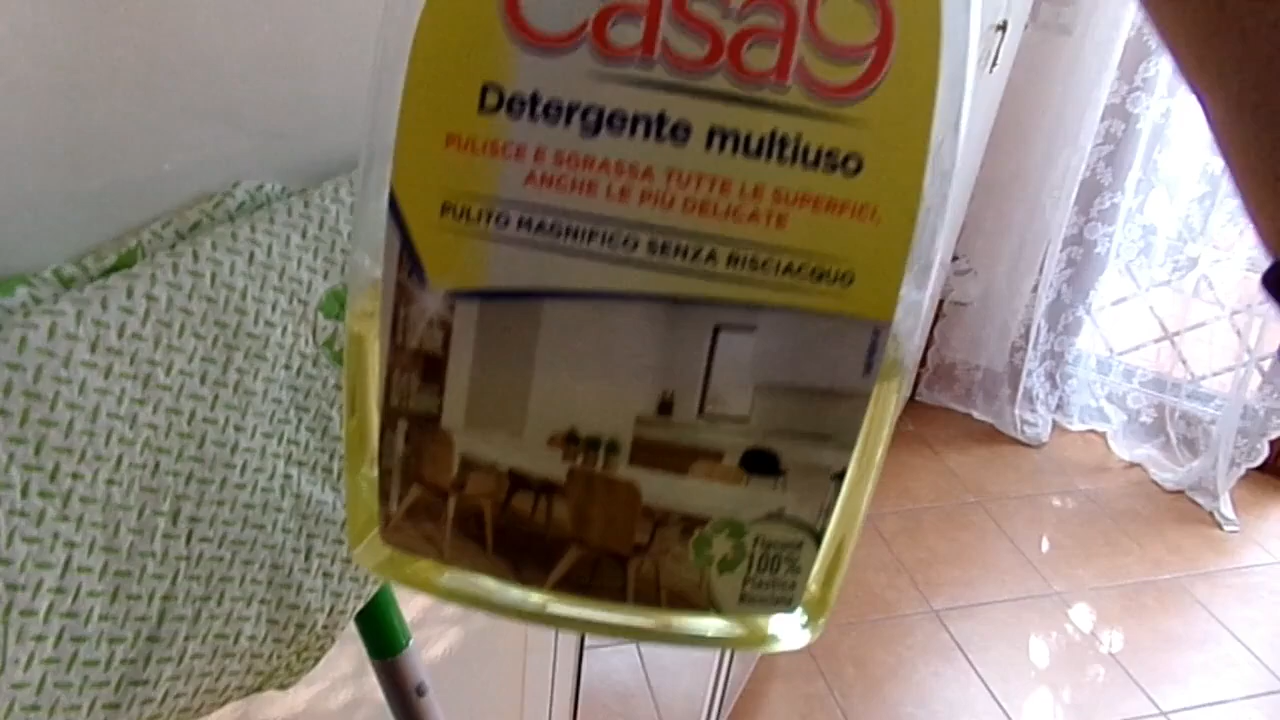 Casa9
Detergente multiuso
PULISCE E SGRASSA TUTTE LE SUPERFICI,
ANCHE LE PIÙ DELICATE
PULITO MAGNIFICO SENZA RISCIACQUO
Flacone
100%
Plastica
Riciclata